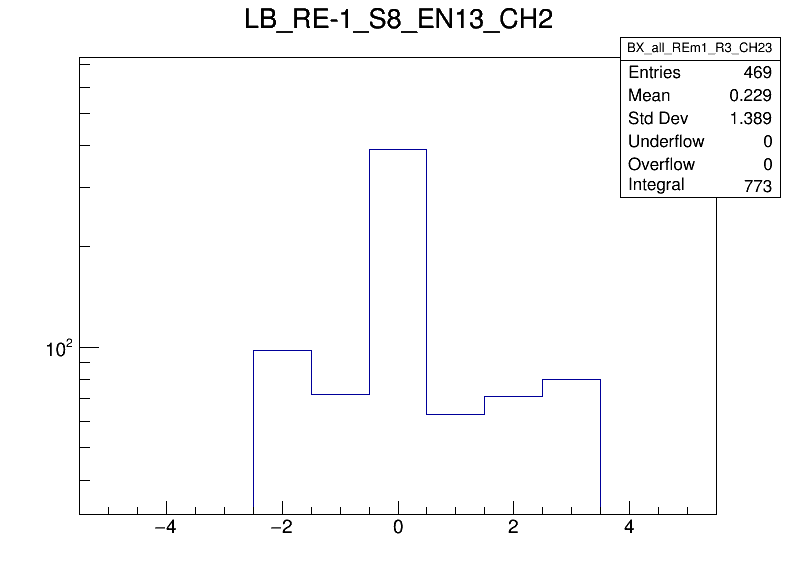 LB_RE-1_S8_EN13_CH2
BX_all_REm1_R3_CH23
Entries 469
Mean 0.229
Std Dev 1.389
Underflow 0
Overflow 0
Integral 773
10²
−4 −2 0 2 4